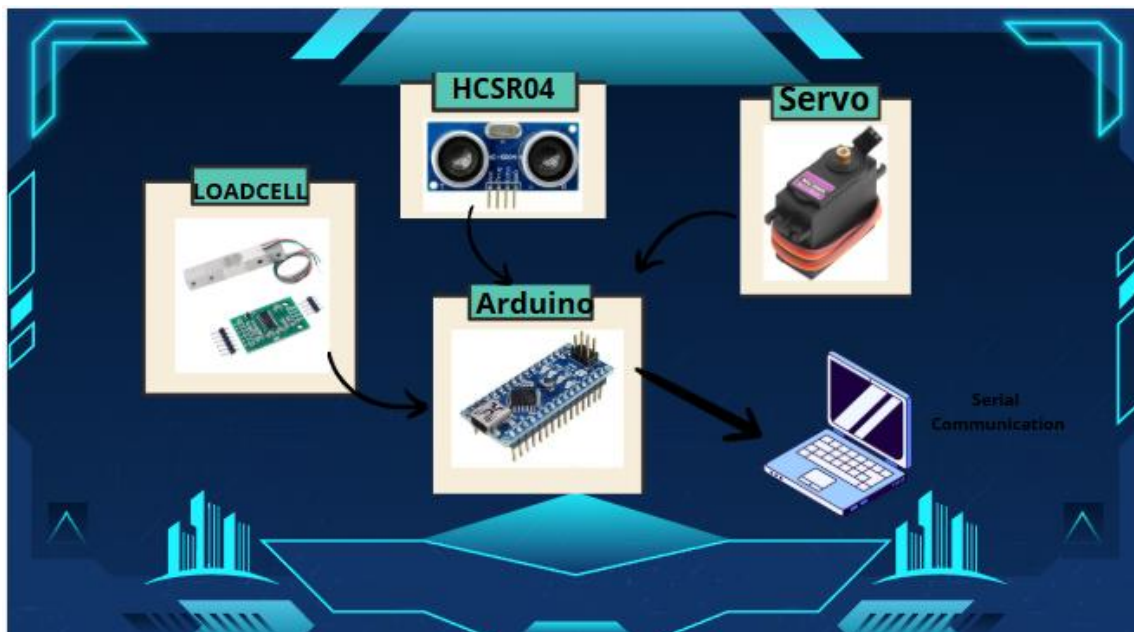 HCSR04
Servo
LOADCELL
Arduino
Serial
Communication